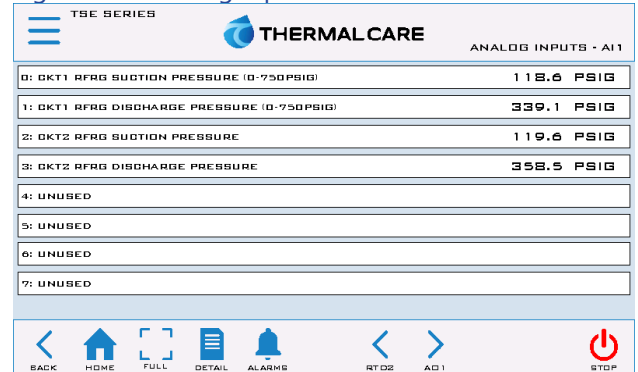 TSE SERIES
THERMALCARE
ANALOG INPUTS - AI1
0: CKT1 RFRG SUCTION PRESSURE (0-750PSIG) 118.6 PSIG
1: CKT1 RFRG DISCHARGE PRESSURE (0-750PSIG) 339.1 PSIG
2: CKT2 RFRG SUCTION PRESSURE 119.6 PSIG
3: CKT2 RFRG DISCHARGE PRESSURE 358.5 PSIG
4: UNUSED
5: UNUSED
6: UNUSED
7: UNUSED
BACK HOME FULL DETAIL ALARMS RTD2 AO1 STOP